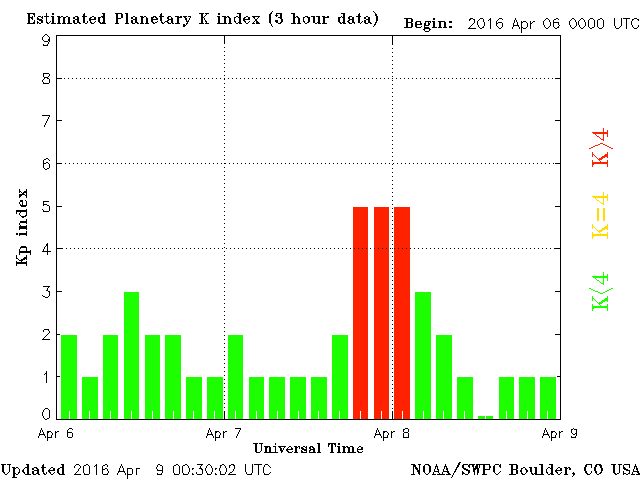 Estimated Planetary K index (3 hour data)
Begin: 2016 Apr 06 0000 UTC
9
8
7
6
5
4
3
2
1
0
Kp index
K>4
K=4
K<4
Apr 6
Apr 7
Apr 8
Apr 9
Universal Time
Updated 2016 Apr 9 00:30:02 UTC
NOAA/SWPC Boulder, CO USA